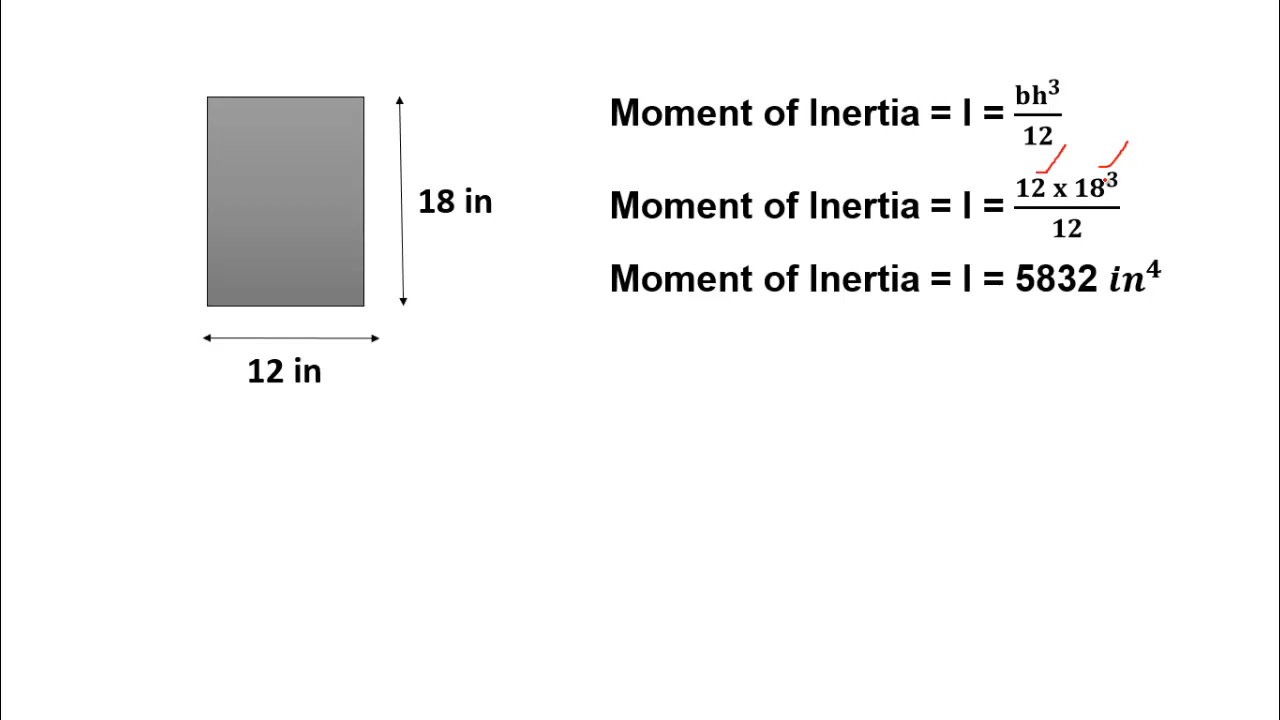 18 in
12 in
Moment of Inertia = I = bh³/12
Moment of Inertia = I = 12 x 18³/12
Moment of Inertia = I = 5832 in⁴